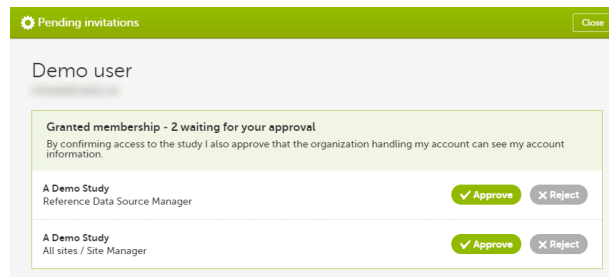 Pending invitations
Close
Demo user
Granted membership - 2 waiting for your approval
By confirming access to the study I also approve that the organization handling my account can see my account
information.
A Demo Study
Reference Data Source Manager
Approve
Reject
A Demo Study
All sites / Site Manager
Approve
Reject